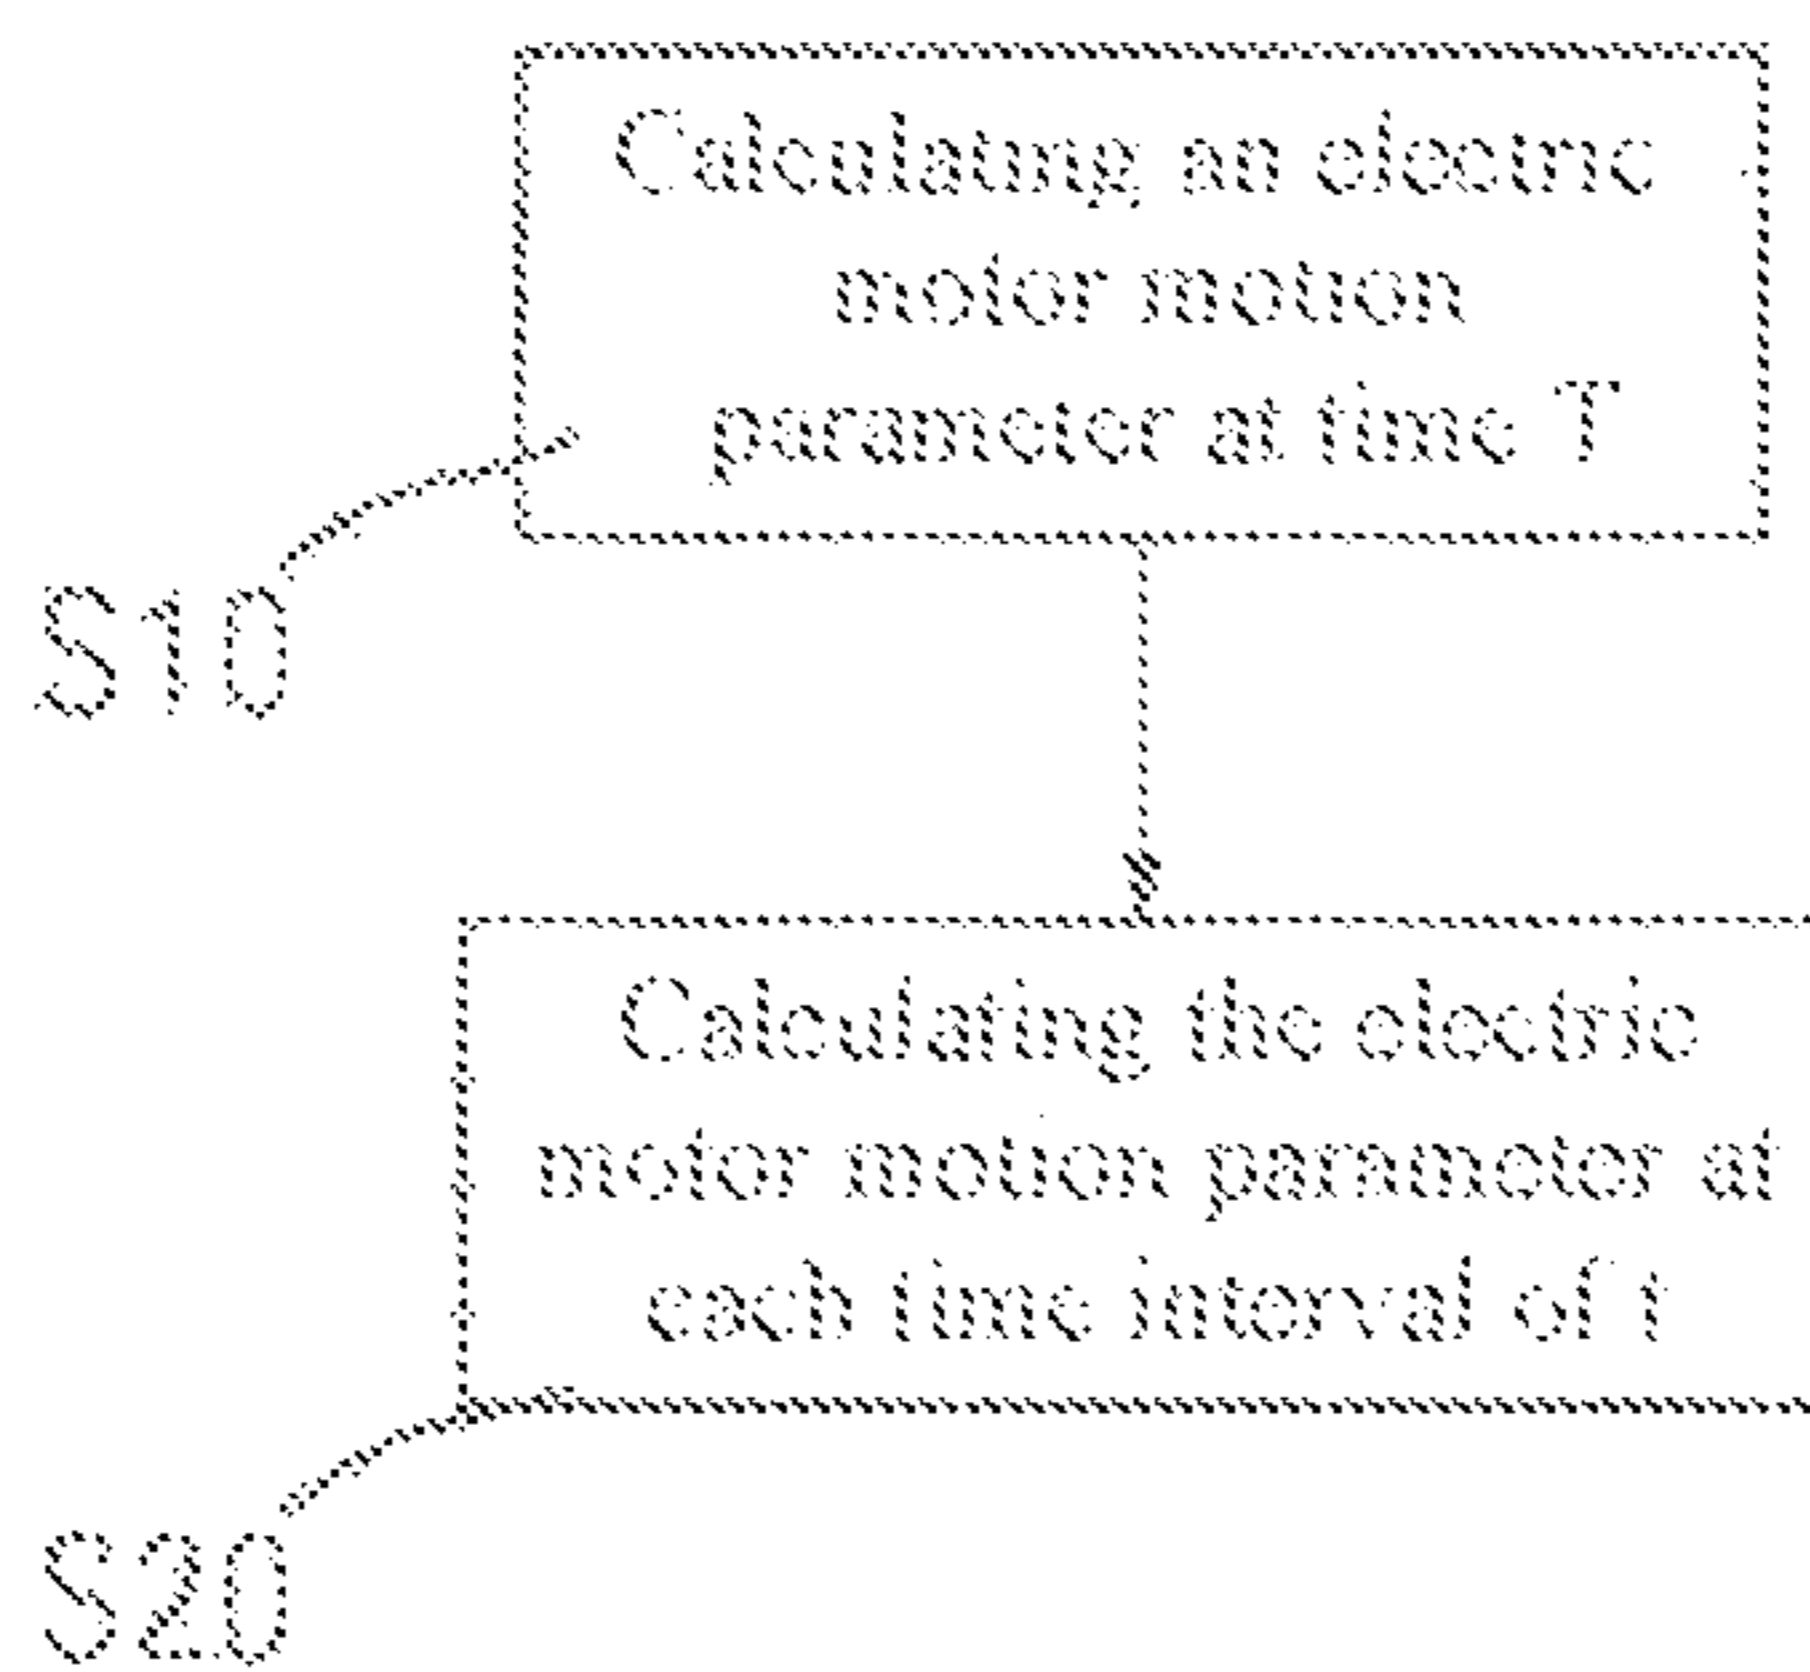 Calculating an electric
motor motion
parameter at time T
S10
Calculating the electric
motor motion parameter at
each time interval of t
S20